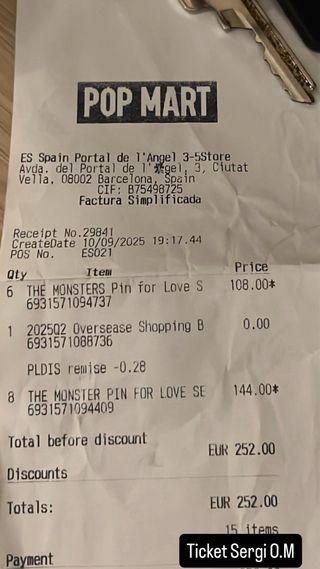 POP MART
ES Spain Portal de l'Angel 3-5Store
Avda. del Portal de l'Àngel, 3, Ciutat
Vella, 08002 Barcelona, Spain
CIF: B75498725
Factura Simplificada
Receipt No.29841
CreateDate 10/09/2025 19:17.44
POS No. ES021
Qty Item Price
6 THE MONSTERS Pin for Love S 108.00*
6931571094737
1 2025Q2 Oversease Shopping B 0.00
6931571088736
PLDIS remise -0.28
8 THE MONSTER PIN FOR LOVE SE 144.00*
6931571094409
Total before discount
EUR 252.00
Discounts
Totals: EUR 252.00
15 items
Payment
Ticket Sergi O.M